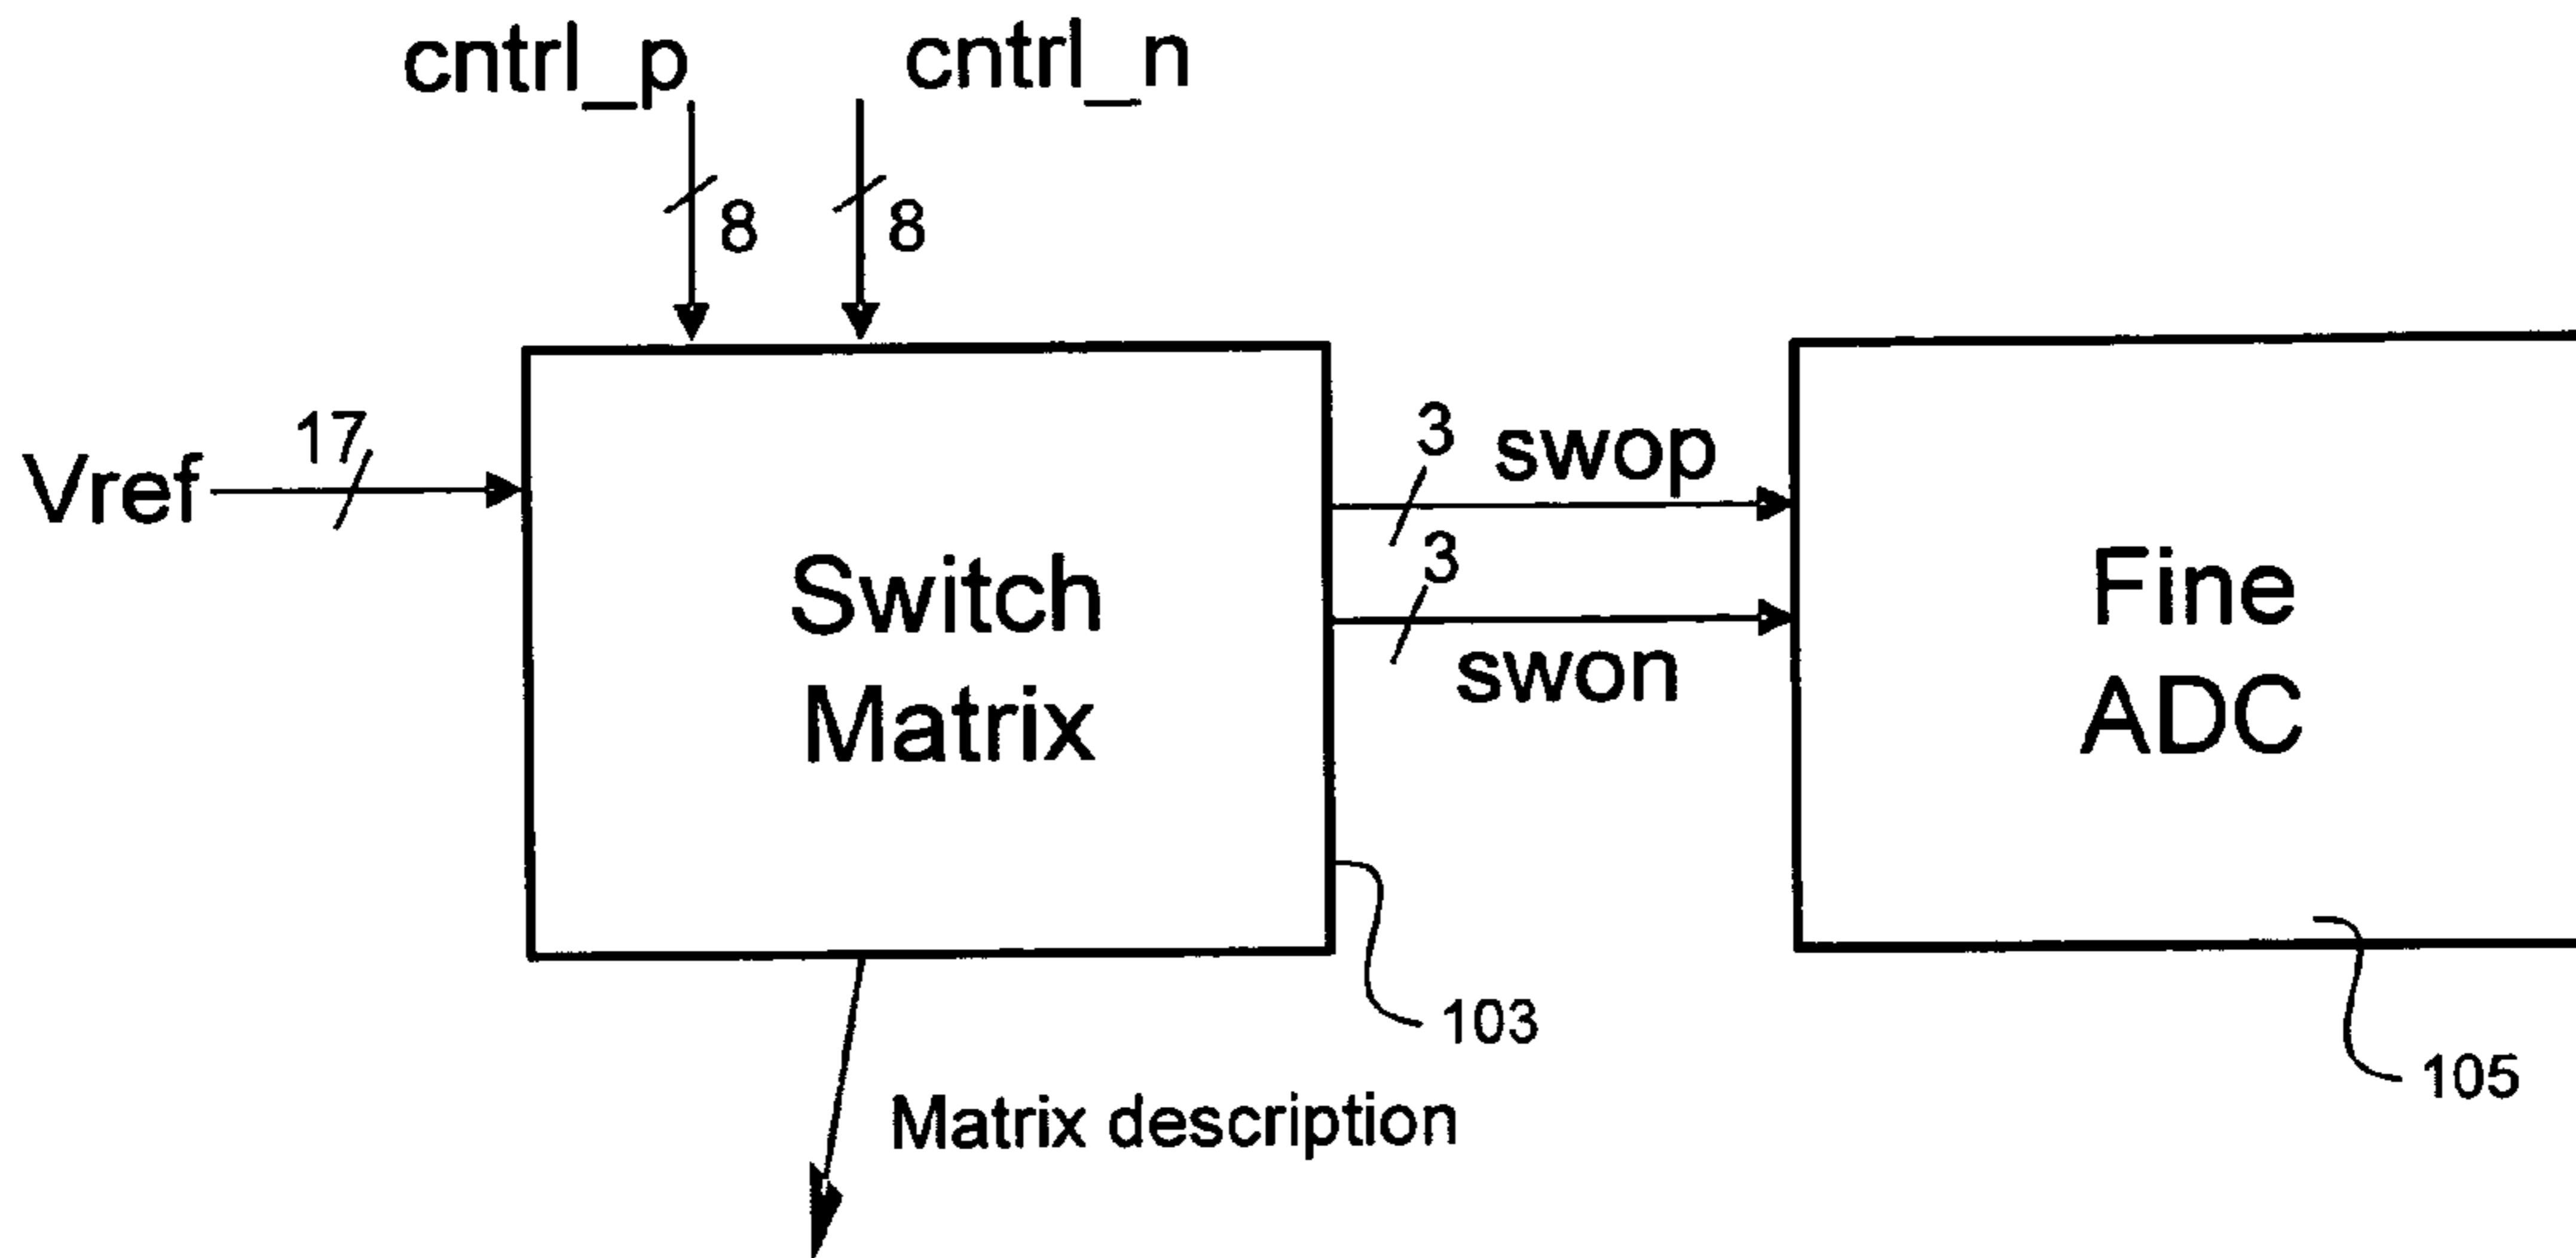 cntrl_p cntrl_n
8 8
17
Vref
3 swop
3
swon
Switch
Matrix
Fine
ADC
103
105
Matrix description